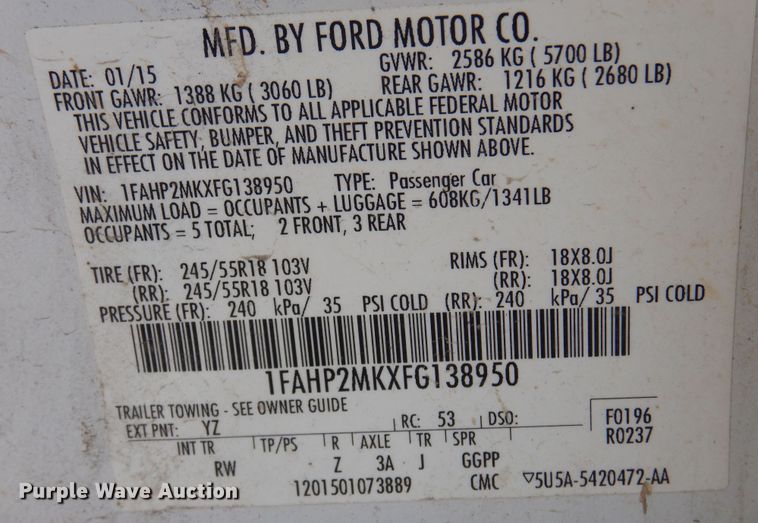 MFD. BY FORD MOTOR CO.
DATE: 01/15 GVWR: 2586 KG ( 5700 LB)
FRONT GAWR: 1388 KG ( 3060 LB) REAR GAWR: 1216 KG ( 2680 LB)
THIS VEHICLE CONFORMS TO ALL APPLICABLE FEDERAL MOTOR
VEHICLE SAFETY, BUMPER, AND THEFT PREVENTION STANDARDS
IN EFFECT ON THE DATE OF MANUFACTURE SHOWN ABOVE.
VIN: 1FAHP2MKXFG138950 TYPE: Passenger Car
MAXIMUM LOAD = OCCUPANTS + LUGGAGE = 608KG/1341LB
OCCUPANTS = 5 TOTAL; 2 FRONT, 3 REAR
TIRE (FR): 245/55R18 103V RIMS (FR): 18X8.0J
(RR): 245/55R18 103V (RR): 18X8.0J
PRESSURE (FR): 240 kPa/ 35 PSI COLD (RR): 240 kPa/ 35 PSI COLD
1FAHP2MKXFG138950
TRAILER TOWING - SEE OWNER GUIDE
EXT PNT: YZ RC: 53 DSO: F0196
R0237
INT TR TP/PS R AXLE TR SPR
RW Z 3A J GGPP
1201501073889 CMC ▽5U5A-5420472-AA
Purple Wave Auction